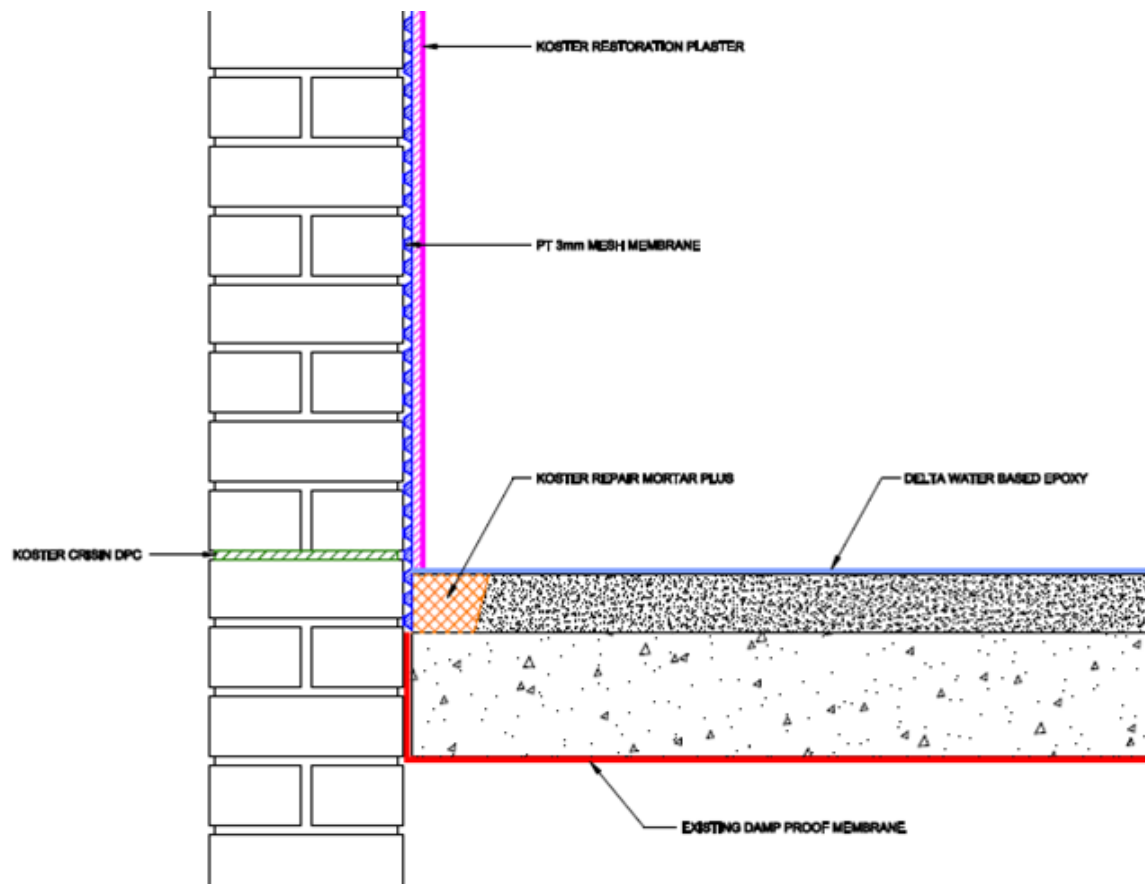 KOSTER RESTORATION PLASTER
PT 3mm MESH MEMBRANE
KOSTER REPAIR MORTAR PLUS
DELTA WATER BASED EPOXY
KOSTER CRISIN DPC
EXISTING DAMP PROOF MEMBRANE